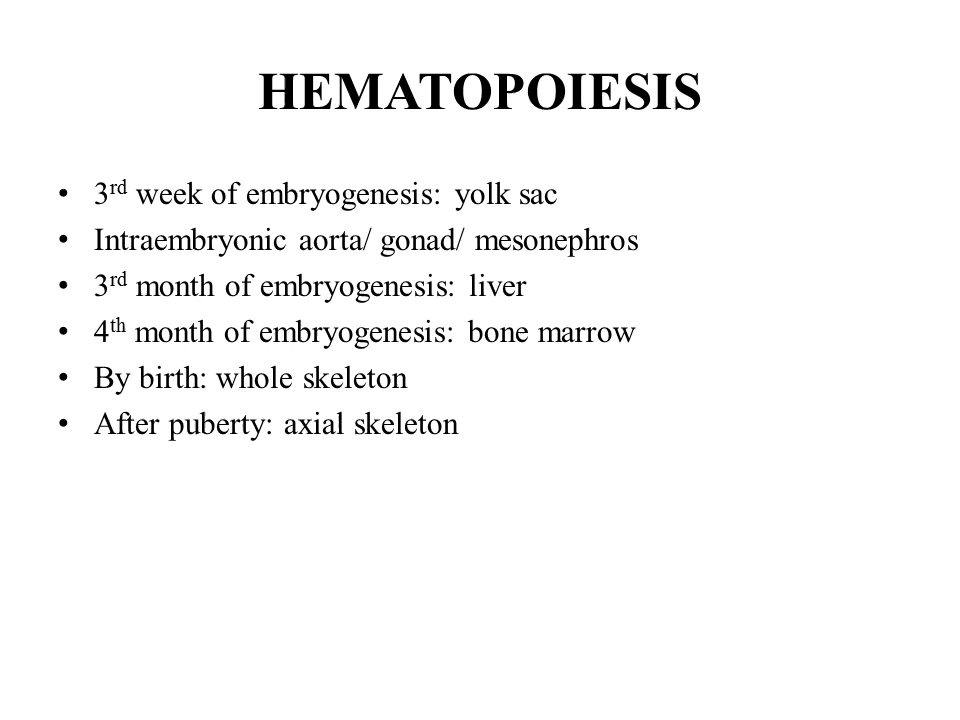 HEMATOPOIESIS
• 3rd week of embryogenesis: yolk sac
• Intraembryonic aorta/ gonad/ mesonephros
• 3rd month of embryogenesis: liver
• 4th month of embryogenesis: bone marrow
• By birth: whole skeleton
• After puberty: axial skeleton